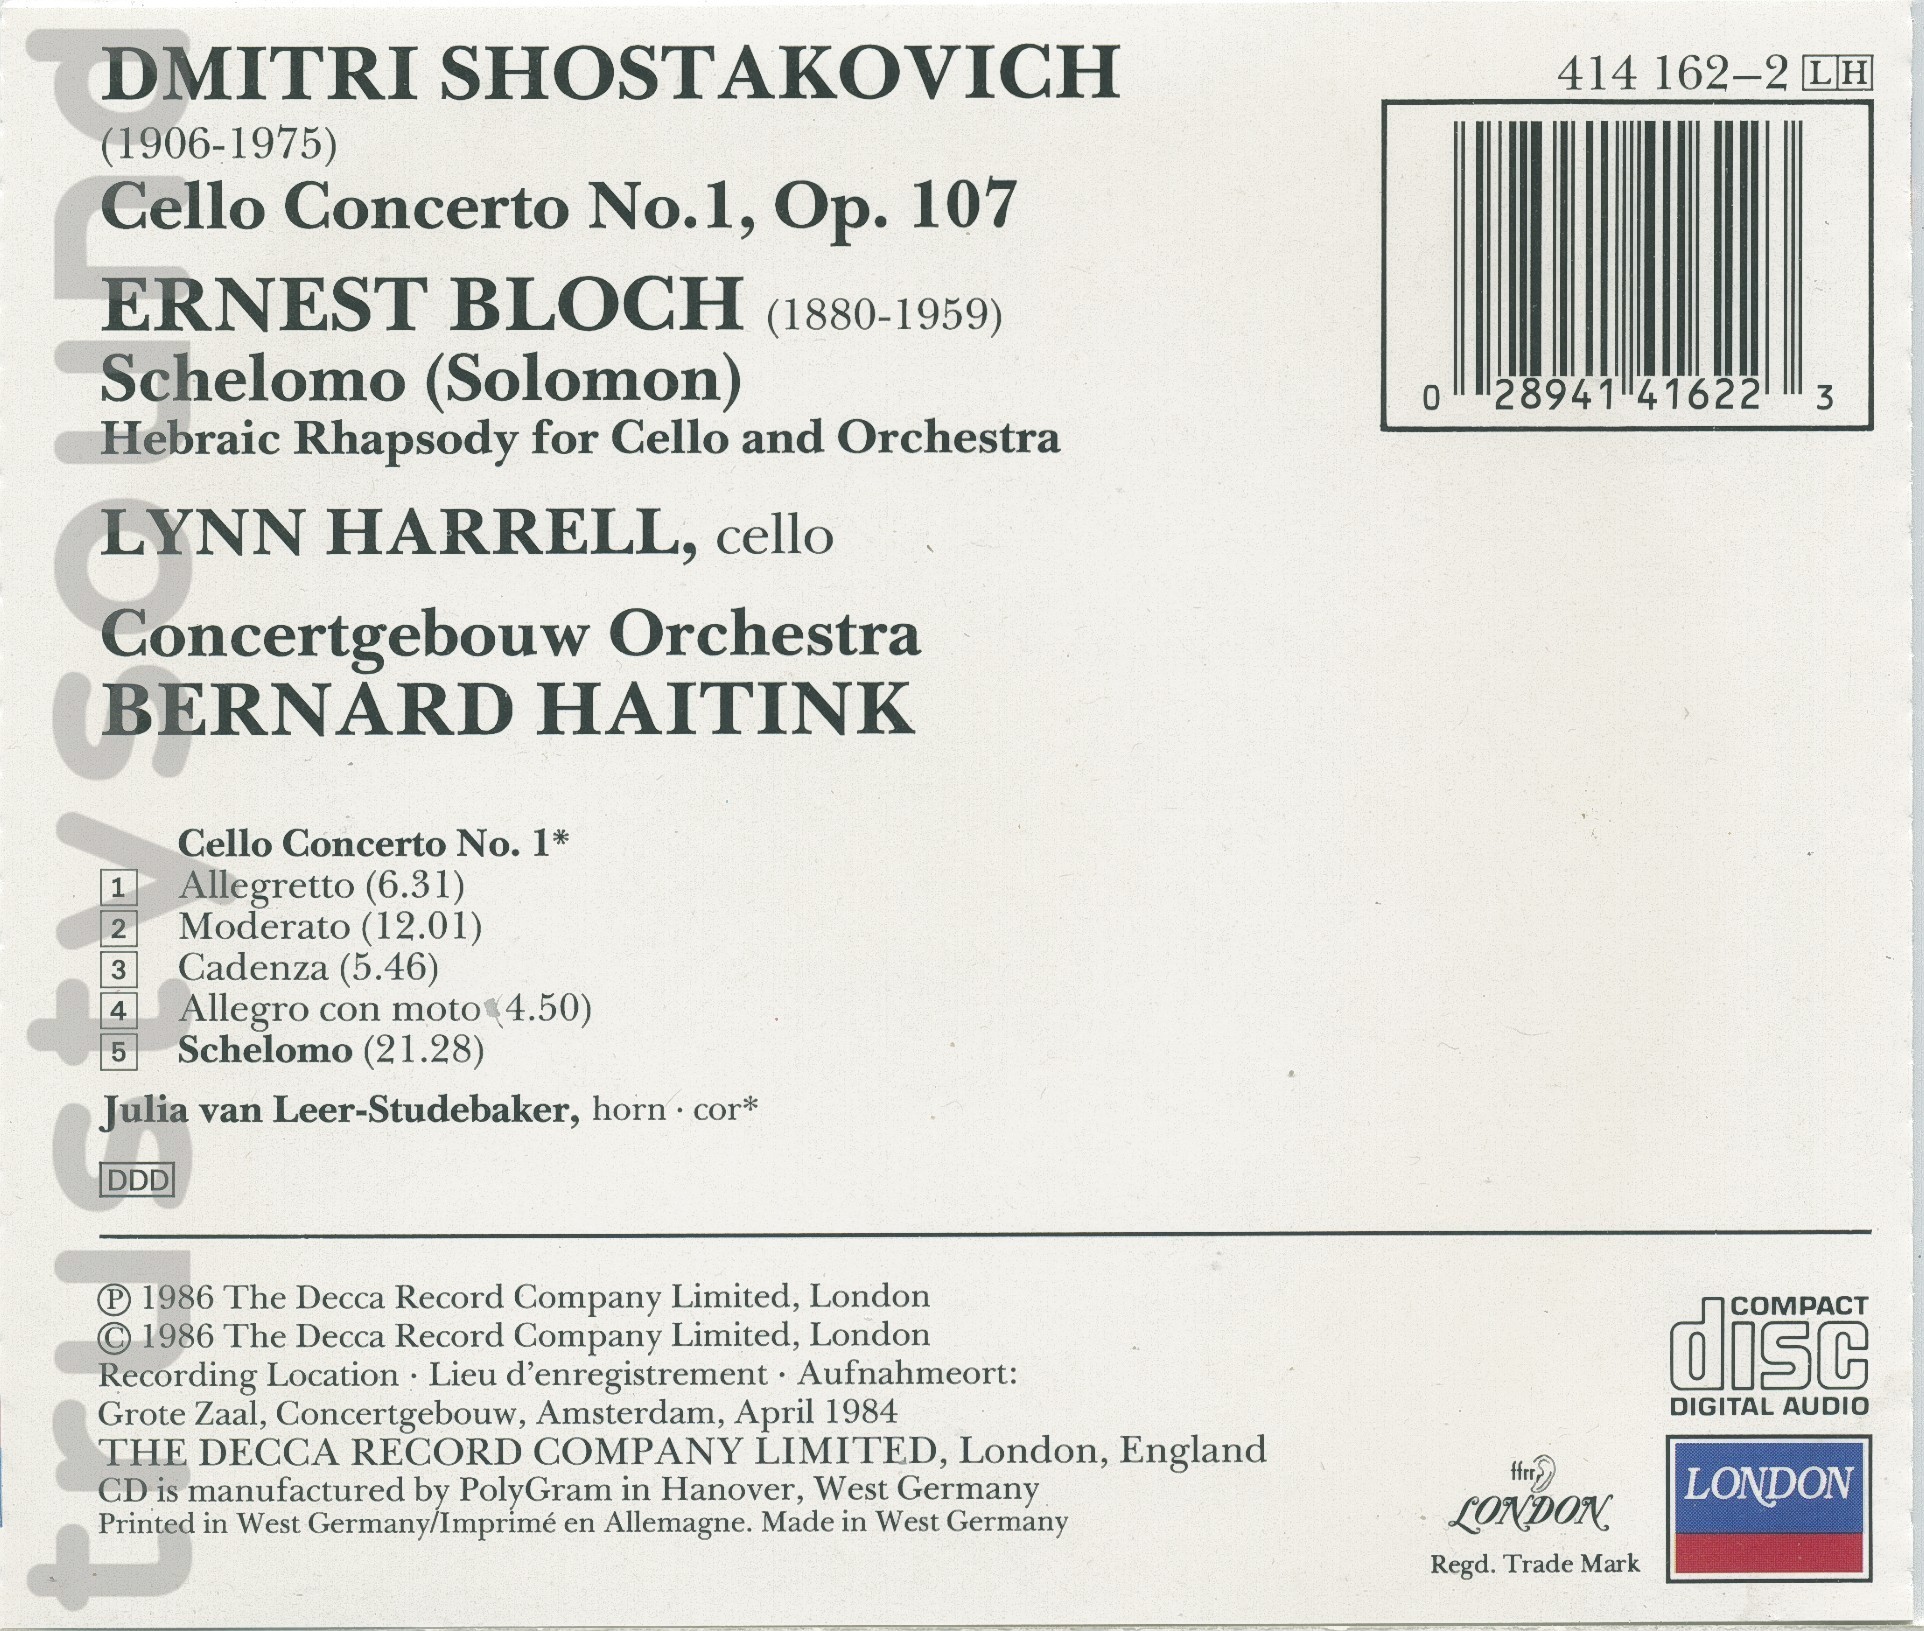 DMITRI SHOSTAKOVICH
(1906-1975)
Cello Concerto No.1, Op. 107
ERNEST BLOCH (1880-1959)
Schelomo (Solomon)
Hebraic Rhapsody for Cello and Orchestra
LYNN HARRELL, cello
Concertgebouw Orchestra
BERNARD HAITINK
414 162–2 LH
0 28941 41622 3
Cello Concerto No. 1*
1 Allegretto (6.31)
2 Moderato (12.01)
3 Cadenza (5.46)
4 Allegro con moto (4.50)
5 Schelomo (21.28)
Julia van Leer-Studebaker, horn · cor*
DDD
℗ 1986 The Decca Record Company Limited, London
© 1986 The Decca Record Company Limited, London
Recording Location · Lieu d'enregistrement · Aufnahmeort:
Grote Zaal, Concertgebouw, Amsterdam, April 1984
THE DECCA RECORD COMPANY LIMITED, London, England
CD is manufactured by PolyGram in Hanover, West Germany
Printed in West Germany/Imprimé en Allemagne. Made in West Germany
COMPACT
disc
DIGITAL AUDIO
ffrr
LONDON
Regd. Trade Mark
LONDON
trustysound